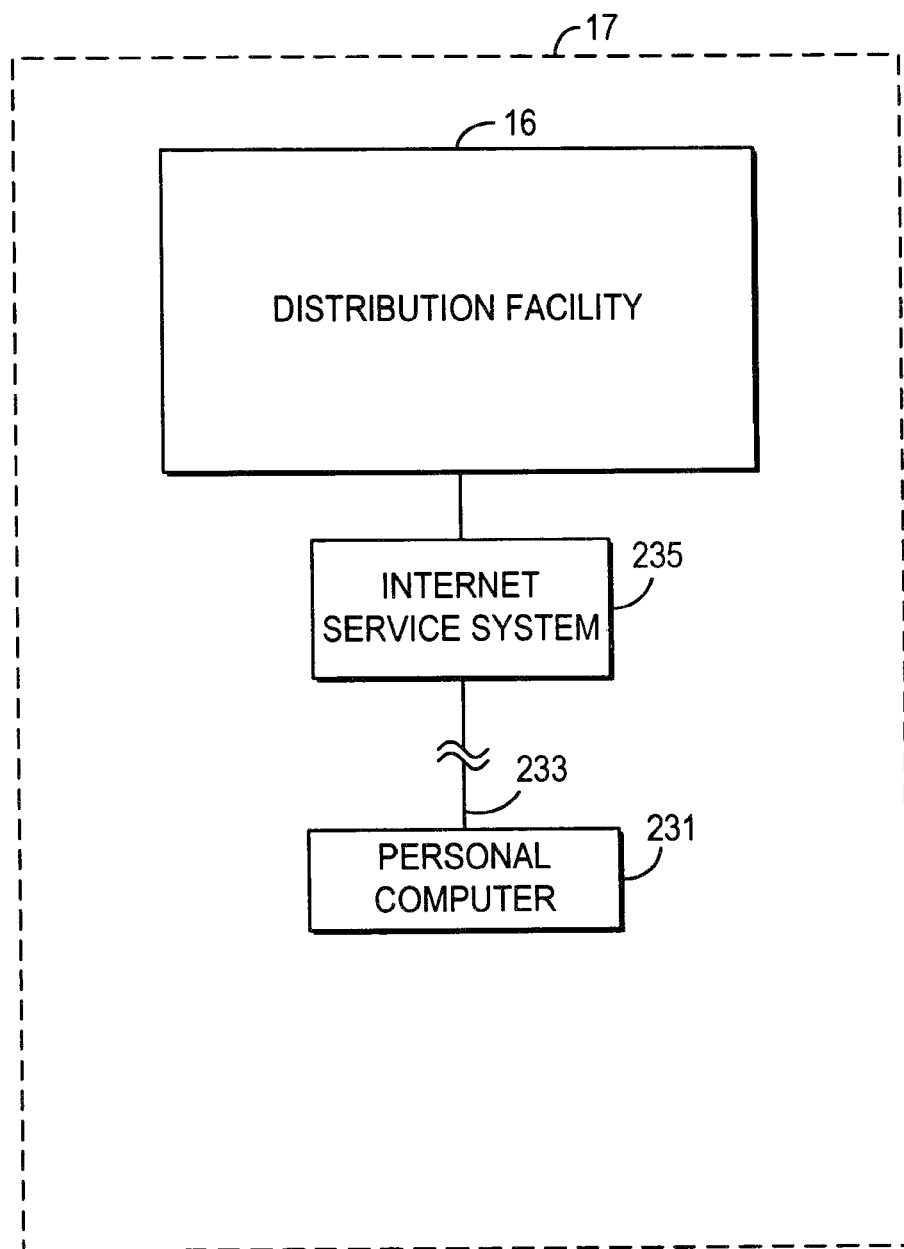 17
16
DISTRIBUTION FACILITY
235
INTERNET
SERVICE SYSTEM
233
231
PERSONAL
COMPUTER